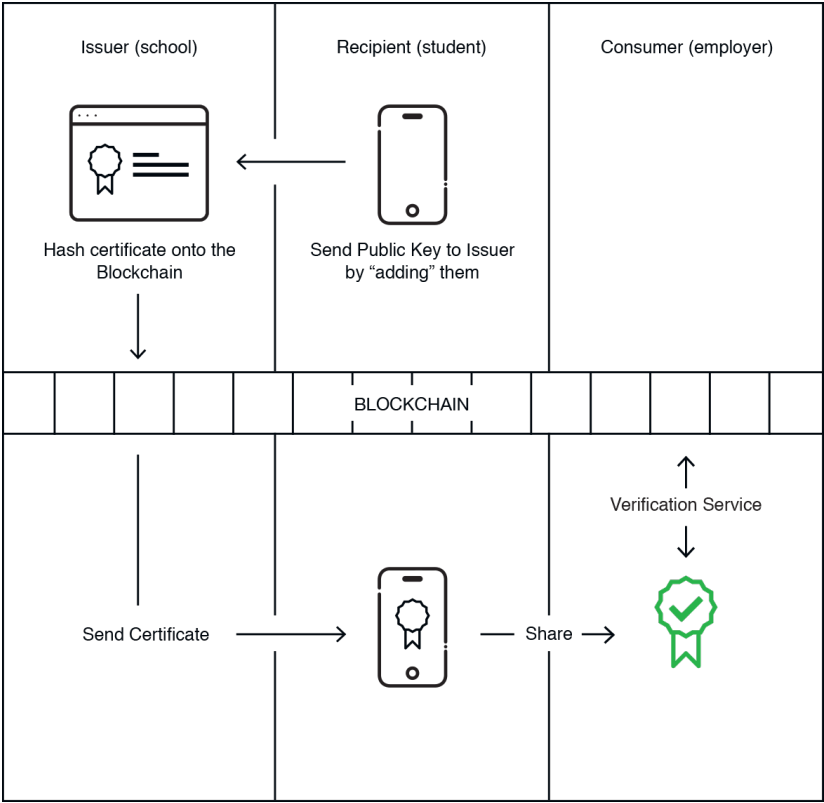 Issuer (school)
Recipient (student)
Consumer (employer)
Hash certificate onto the
Blockchain
Send Public Key to Issuer
by “adding” them
BLOCKCHAIN
Verification Service
Send Certificate
Share